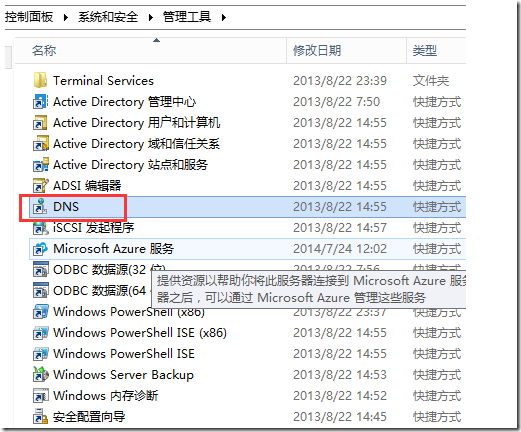 控制面板 ▸ 系统和安全 ▸ 管理工具 ▸
名称 修改日期 类型
Terminal Services 2013/8/22 23:39 文件夹
Active Directory 管理中心 2013/8/22 7:50 快捷方式
Active Directory 用户和计算机 2013/8/22 14:55 快捷方式
Active Directory 域和信任关系 2013/8/22 14:55 快捷方式
Active Directory 站点和服务 2013/8/22 14:55 快捷方式
ADSI 编辑器 2013/8/22 14:55 快捷方式
DNS 2013/8/22 14:55 快捷方式
iSCSI 发起程序 2013/8/22 14:57 快捷方式
Microsoft Azure 服务 2014/7/24 12:02 快捷方式
ODBC 数据源(32 位) 2013/8/22 7:56 快捷方式
提供资源以帮助你将此服务器连接到 Microsoft Azure 服务
ODBC 数据源(64
器之后，可以通过 Microsoft Azure 管理这些服务
Windows PowerShell (x86) 2013/8/22 23:37 快捷方式
Windows PowerShell ISE (x86) 2013/8/22 14:55 快捷方式
Windows PowerShell ISE 2013/8/22 14:55 快捷方式
Windows Server Backup 2013/8/22 14:53 快捷方式
Windows 内存诊断 2013/8/22 14:52 快捷方式
安全配置向导 2013/8/22 14:45 快捷方式